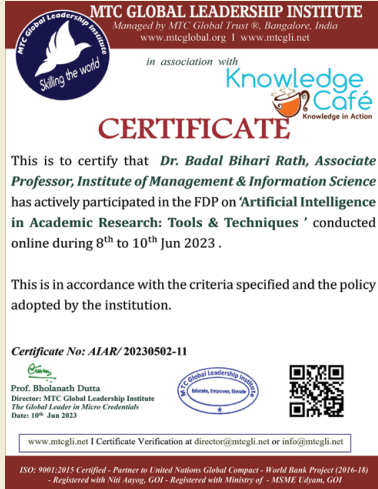 MTC GLOBAL LEADERSHIP INSTITUTE
Managed by MTC Global Trust ®, Bangalore, India
www.mtcglobal.org I www.mtcgli.net
MTC Global Leadership Institute
Skilling the world
in association with
Knowledge
Café
Knowledge in Action
CERTIFICATE
This is to certify that Dr. Badal Bihari Rath, Associate
Professor, Institute of Management & Information Science
has actively participated in the FDP on ‘Artificial Intelligence
in Academic Research: Tools & Techniques ’ conducted
online during 8th to 10th Jun 2023 .
This is in accordance with the criteria specified and the policy
adopted by the institution.
Certificate No: AIAR/ 20230502-11
Prof. Bholanath Dutta
Director: MTC Global Leadership Institute
The Global Leader in Micro Credentials
Date: 10th Jun 2023
MTC Global Leadership Institute
Educate, Empower, Elevate
www.mtcgli.net I Certificate Verification at director@mtcgli.net or info@mtcgli.net
ISO: 9001:2015 Certified - Partner to United Nations Global Compact - World Bank Project (2016-18)
- Registered with Niti Aayog, GOI - Registered with Ministry of - MSME Udyam, GOI